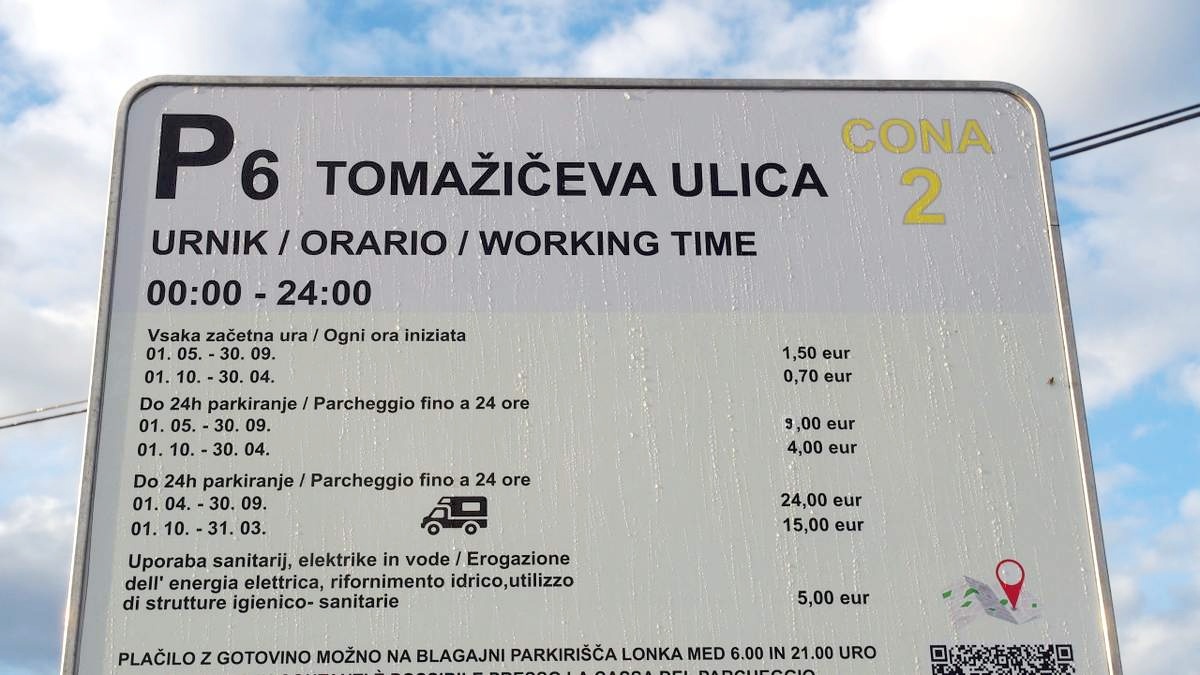 P6 TOMAŽIČEVA ULICA
CONA
2
URNIK / ORARIO / WORKING TIME
00:00 - 24:00
Vsaka začetna ura / Ogni ora iniziata
01. 05. - 30. 09. 1,50 eur
01. 10. - 30. 04. 0,70 eur
Do 24h parkiranje / Parcheggio fino a 24 ore
01. 05. - 30. 09. eur
01. 10. - 30. 04. 4,00 eur
Do 24h parkiranje / Parcheggio fino a 24 ore
01. 04. - 30. 09. 24,00 eur
01. 10. - 31. 03. 15,00 eur
Uporaba sanitarij, elektrike in vode / Erogazione
dell' energia elettrica, rifornimento idrico,utilizzo
di strutture igienico- sanitarie 5,00 eur
PLAČILO Z GOTOVINO MOŽNO NA BLAGAJNI PARKIRIŠČA LONKA MED 6.00 IN 21.00 URO